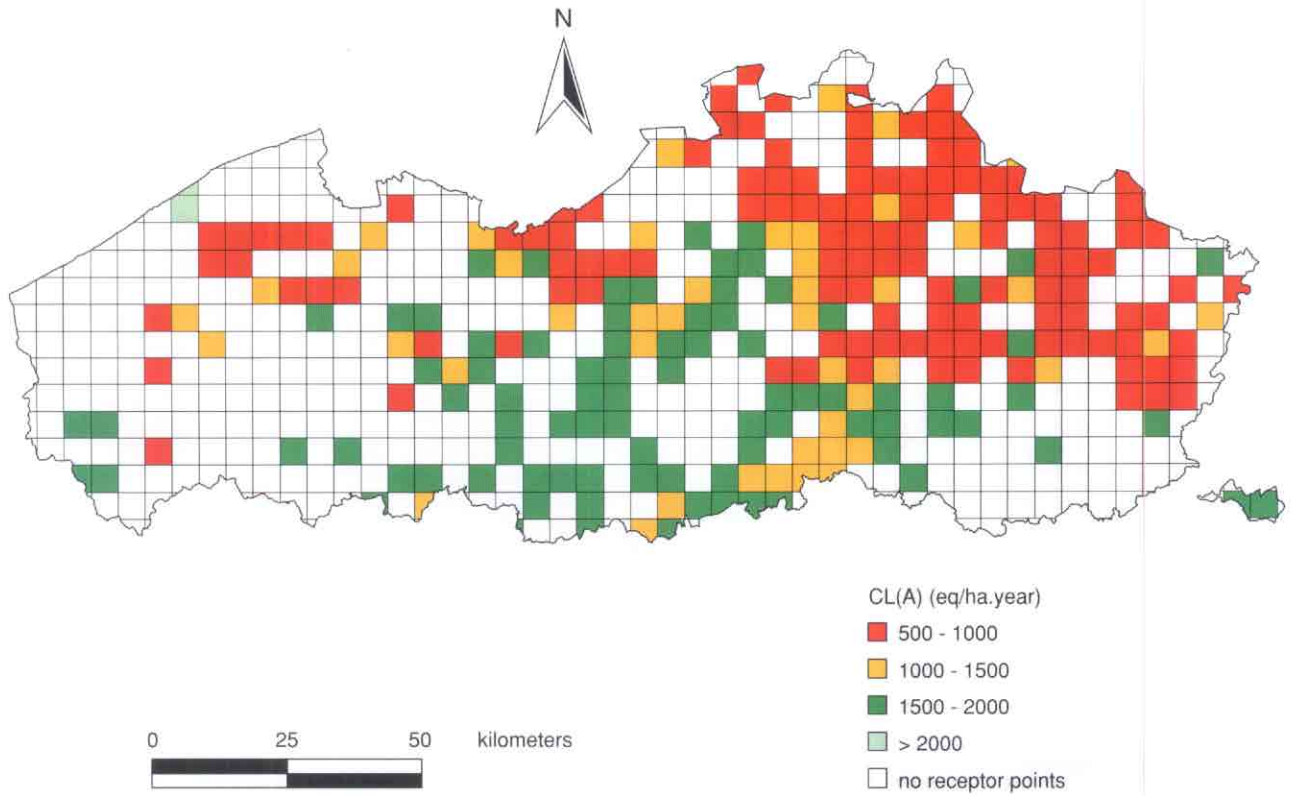 N
CL(A) (eq/ha.year)
500 - 1000
1000 - 1500
1500 - 2000
> 2000
no receptor points
0 25 50 kilometers